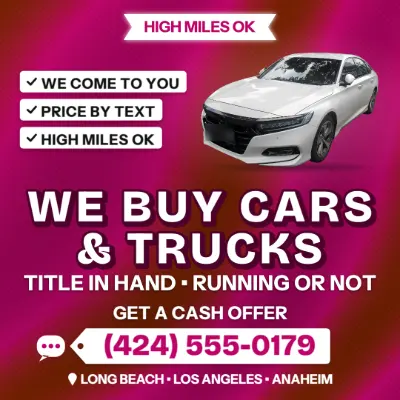 HIGH MILES OK
✓ WE COME TO YOU
✓ PRICE BY TEXT
✓ HIGH MILES OK
WE BUY CARS
& TRUCKS
TITLE IN HAND ▪ RUNNING OR NOT
GET A CASH OFFER
(424) 555-0179
LONG BEACH ▪ LOS ANGELES ▪ ANAHEIM